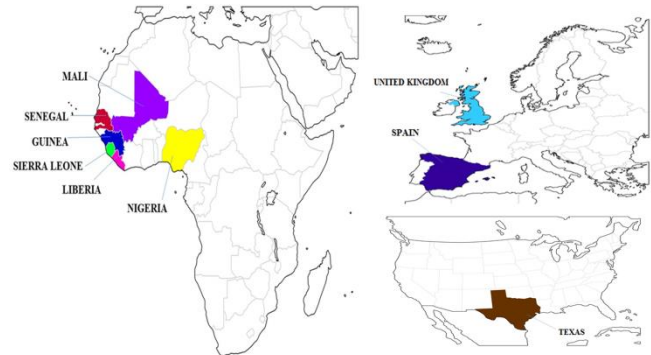 MALI
SENEGAL
GUINEA
SIERRA LEONE
LIBERIA
NIGERIA
UNITED KINGDOM
SPAIN
TEXAS